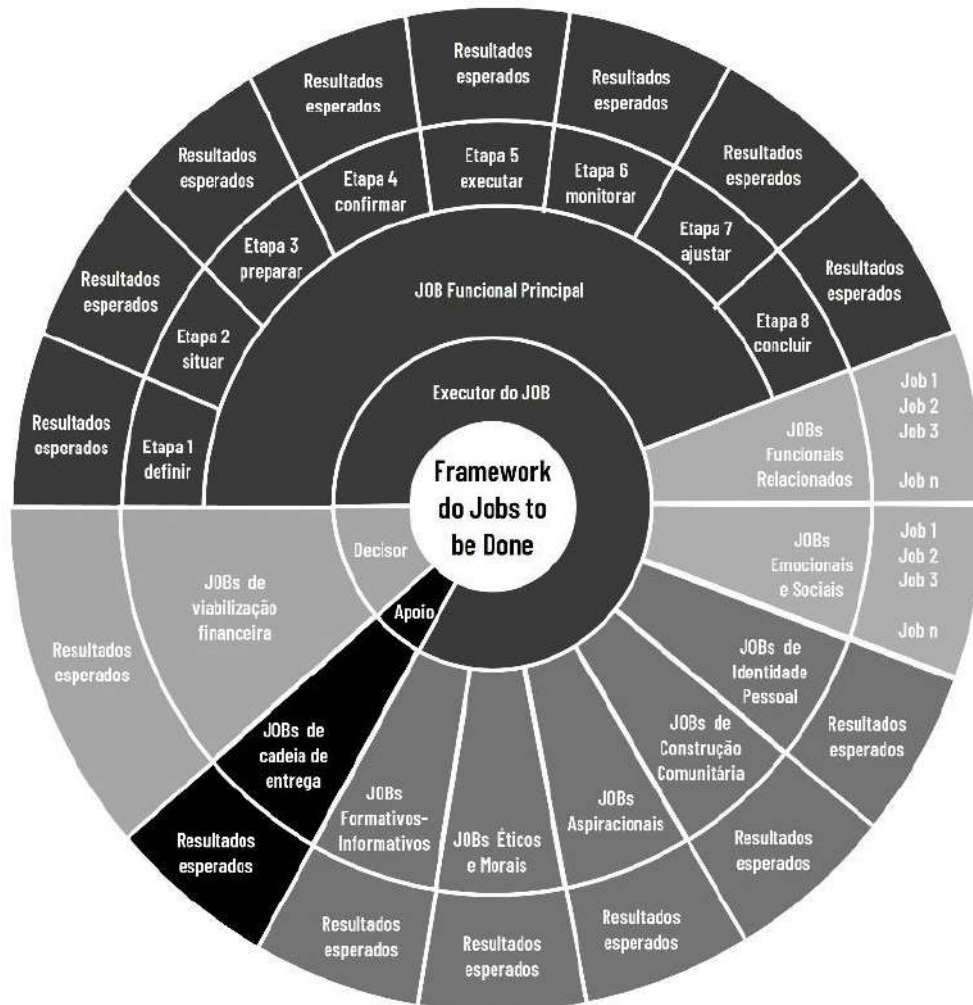 Resultados
esperados
Resultados
esperados
Resultados
esperados
Resultados
esperados
Resultados
esperados
Resultados
esperados
Resultados
esperados
Resultados
esperados
Etapa 1
definir
Etapa 2
situar
Etapa 3
preparar
Etapa 4
confirmar
Etapa 5
executar
Etapa 6
monitorar
Etapa 7
ajustar
Etapa 8
concluir
JOB Funcional Principal
Executor do JOB
Framework
do Jobs to
be Done
JOBs
Funcionais
Relacionados
Job 1
Job 2
Job 3
Job n
JOBs
Emocionais
e Sociais
Job 1
Job 2
Job 3
Job n
Decisor
JOBs de
viabilização
financeira
Resultados
esperados
Apoio
JOBs de
cadeia de
entrega
Resultados
esperados
JOBs
Formativos-
Informativos
Resultados
esperados
JOBs Éticos
e Morais
Resultados
esperados
JOBs
Aspiracionais
Resultados
esperados
JOBs de
Construção
Comunitária
Resultados
esperados
JOBs de
Identidade
Pessoal
Resultados
esperados